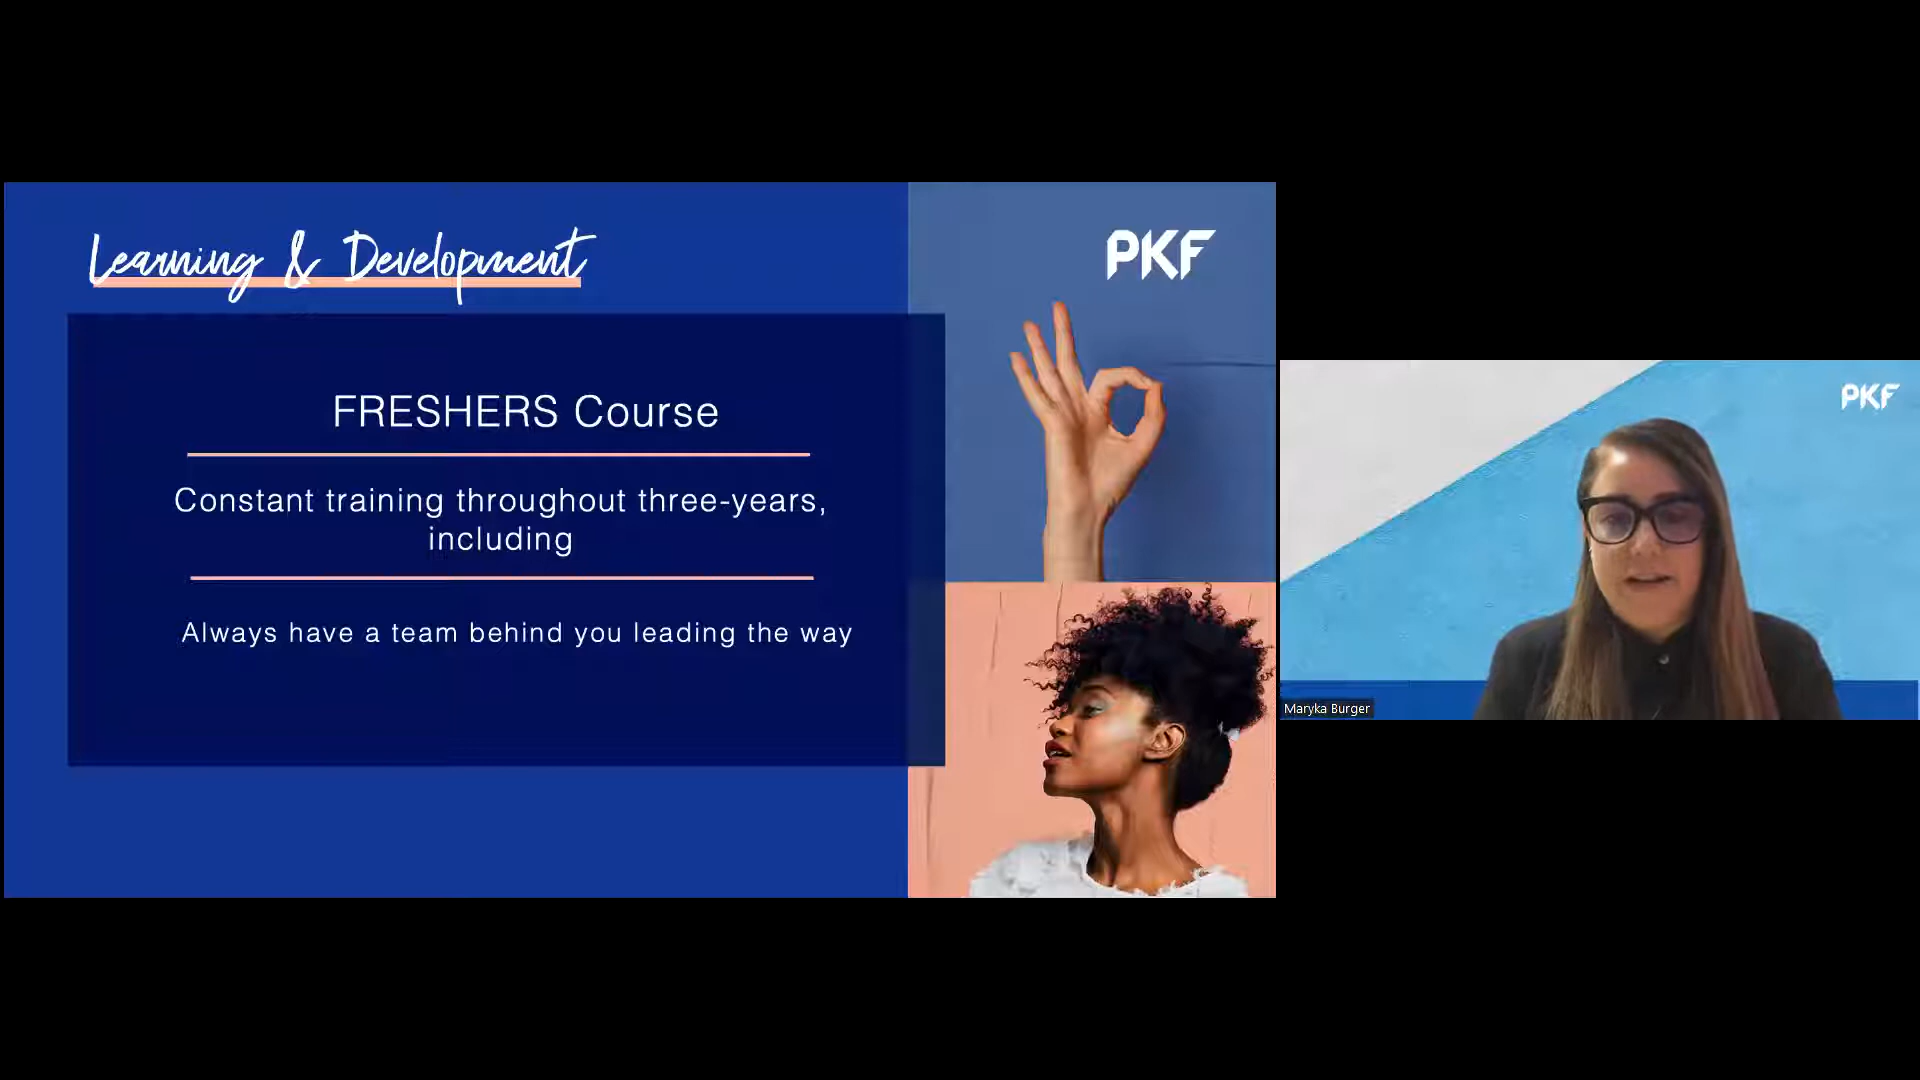 Learning & Development
PKF
FRESHERS Course
Constant training throughout three-years,
including
Always have a team behind you leading the way
PKF
Maryka Burger